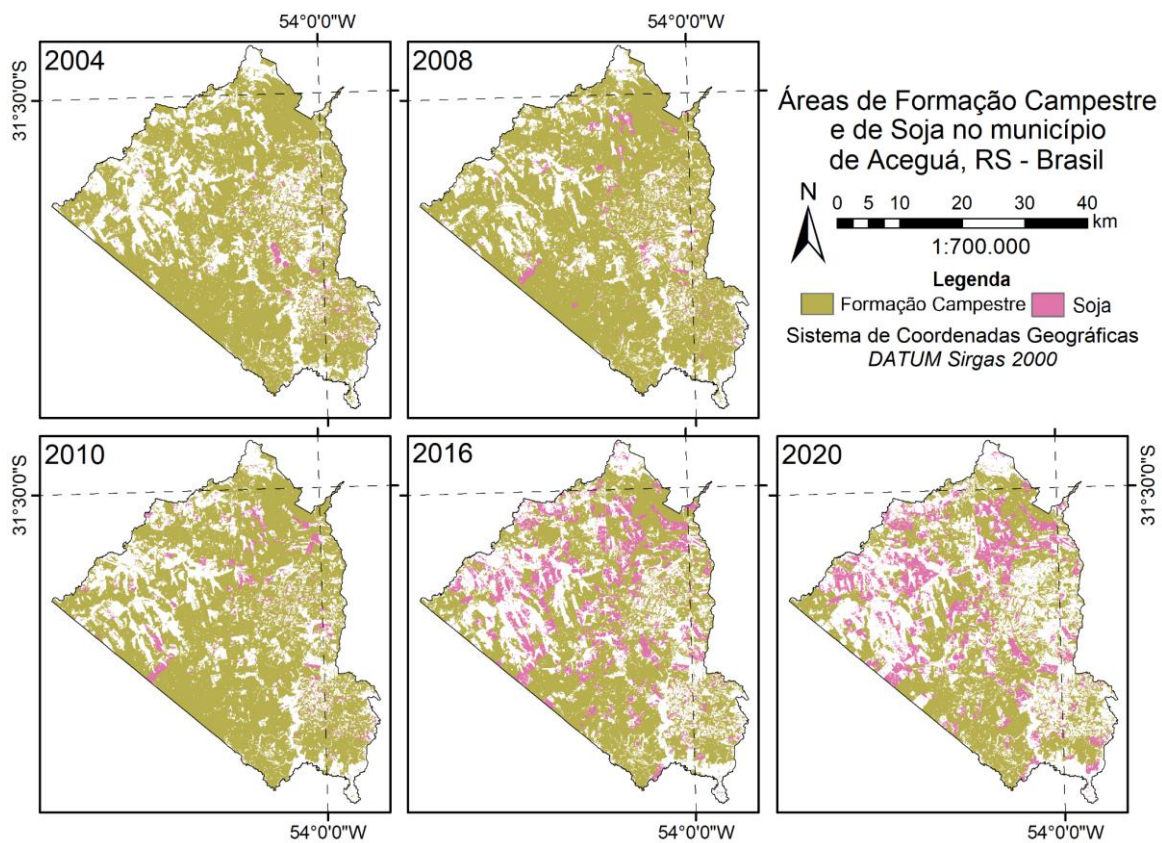 54°0'0"W
54°0'0"W
2004
2008
31°30'0"S
Áreas de Formação Campestre
e de Soja no município
de Aceguá, RS - Brasil
N
0 5 10 20 30 40
km
1:700.000
Legenda
Formação Campestre
Soja
Sistema de Coordenadas Geográficas
DATUM Sirgas 2000
2010
2016
2020
31°30'0"S
31°30'0"S
54°0'0"W
54°0'0"W
54°0'0"W